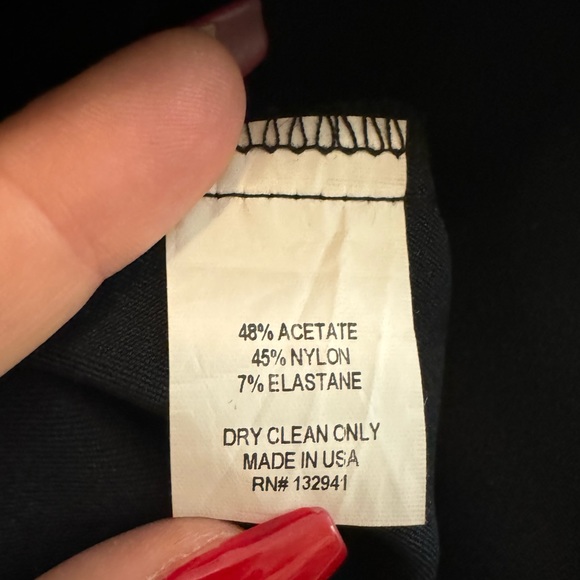 48% ACETATE
45% NYLON
7% ELASTANE
DRY CLEAN ONLY
MADE IN USA
RN# 132941